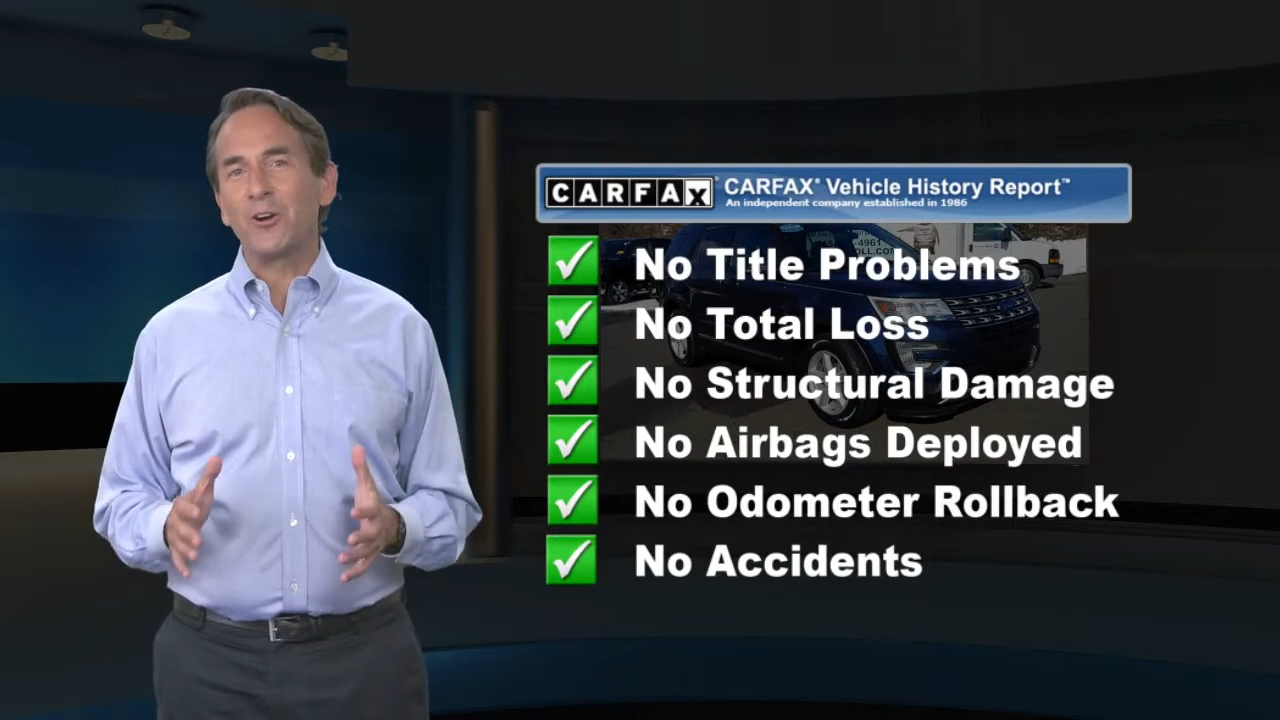 CARFAX
CARFAX® Vehicle History Report™
An independent company established in 1986
-4961
No Title Problems
No Total Loss
No Structural Damage
No Airbags Deployed
No Odometer Rollback
No Accidents